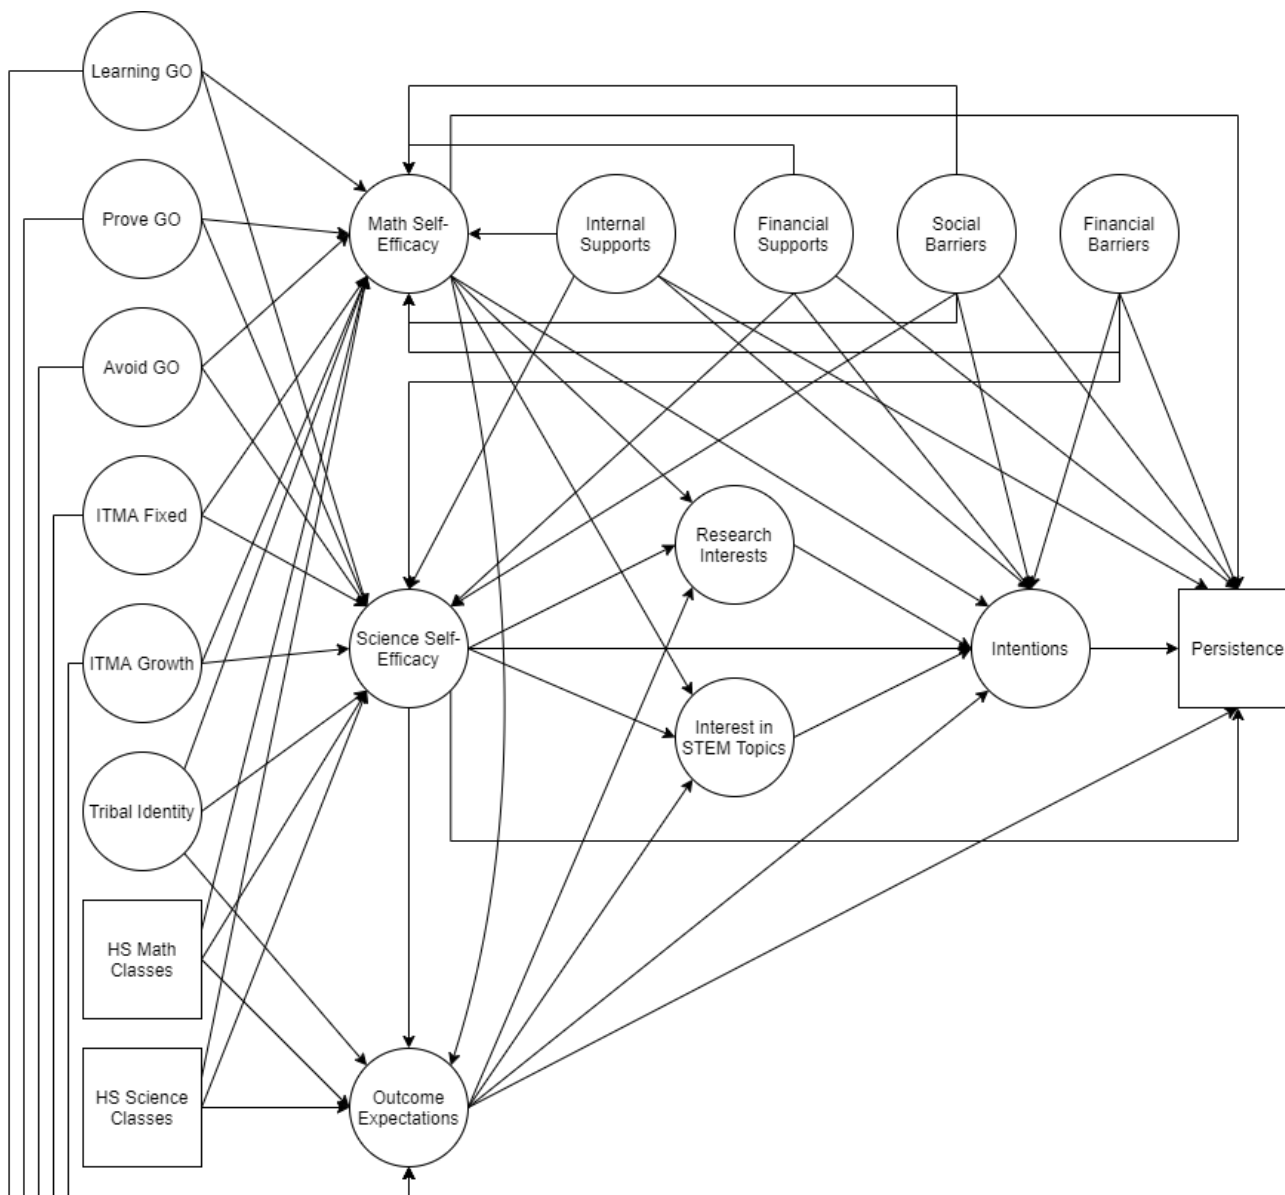 Learning GO
Prove GO
Math Self-
Efficacy
Internal
Supports
Financial
Supports
Social
Barriers
Financial
Barriers
Avoid GO
ITMA Fixed
Research
Interests
ITMA Growth
Science Self-
Efficacy
Intentions
Persistence
Interest in
STEM Topics
Tribal Identity
HS Math
Classes
HS Science
Classes
Outcome
Expectations